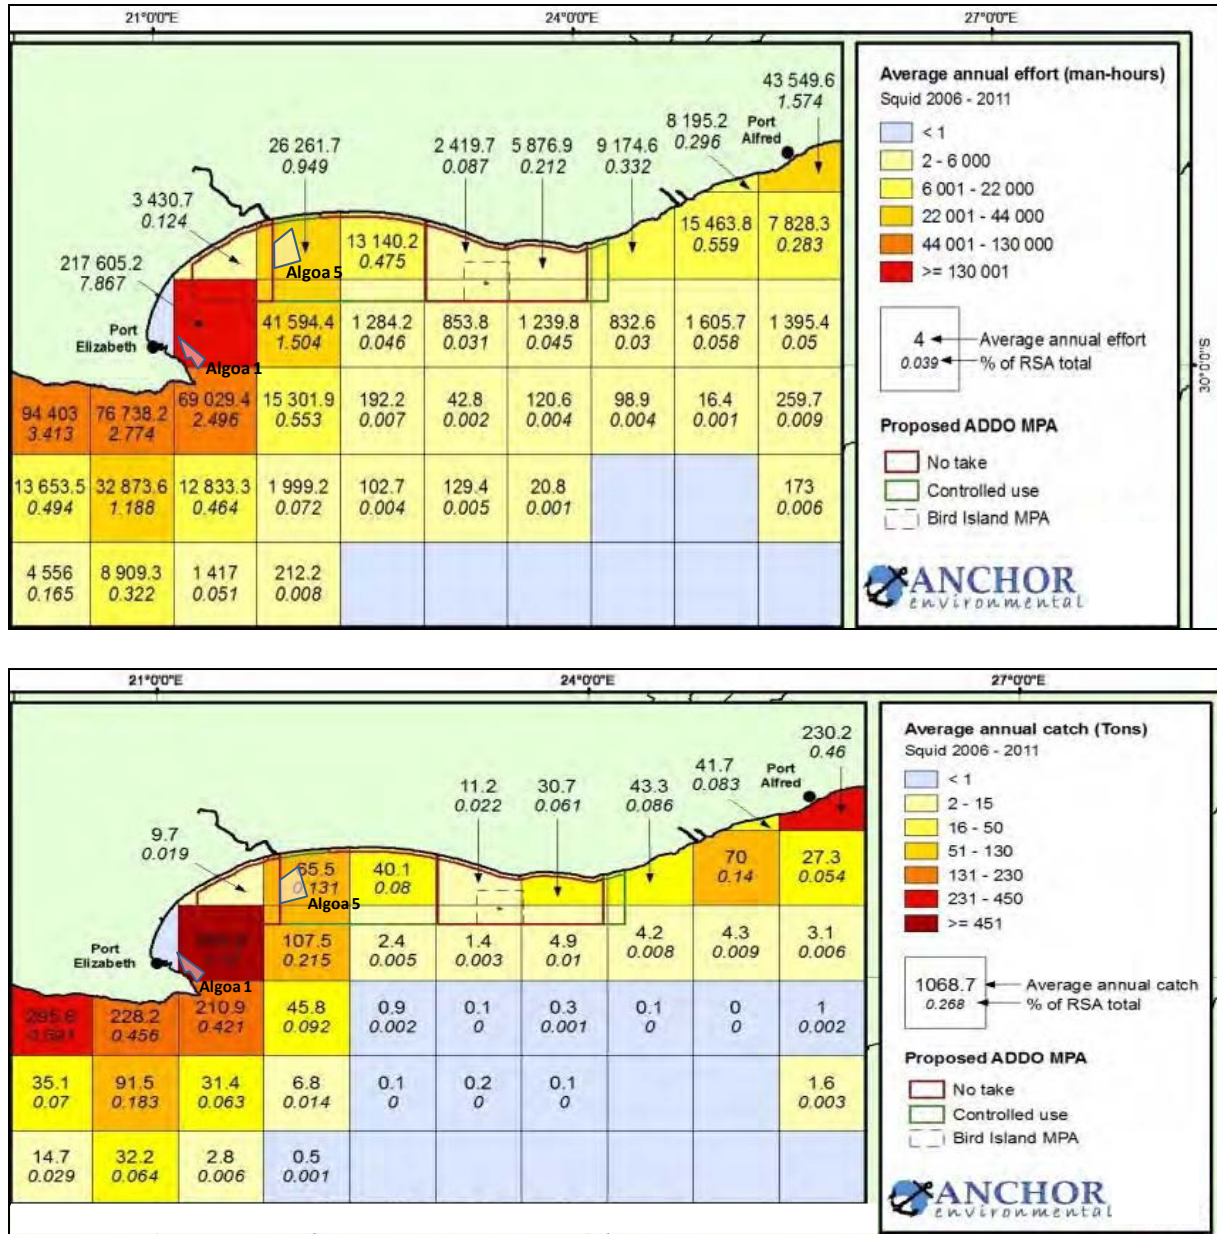 21°0'0"E 24°0'0"E 27°0'0"E
43 549.6
1.574
8 195.2 Port
0.296 Alfred
26 261.7 2 419.7 5 876.9 9 174.6
0.949 0.087 0.212 0.332
3 430.7
0.124
13 140.2 15 463.8 7 828.3
0.475 0.559 0.283
217 605.2
7.867
Algoa 5
Port
Elizabeth
41 594.4 1 284.2 853.8 1 239.8 832.6 1 605.7 1 395.4
1.504 0.046 0.031 0.045 0.03 0.058 0.05
Algoa 1
94 403 76 738.2 69 029.4 15 301.9 192.2 42.8 120.6 98.9 16.4 259.7
3.413 2.774 2.496 0.553 0.007 0.002 0.004 0.004 0.001 0.009
13 653.5 32 873.6 12 833.3 1 999.2 102.7 129.4 20.8 173
0.494 1.188 0.464 0.072 0.004 0.005 0.001 0.006
4 556 8 909.3 1 417 212.2
0.165 0.322 0.051 0.008
Average annual effort (man-hours)
Squid 2006 - 2011
< 1
2 - 6 000
6 001 - 22 000
22 001 - 44 000
44 001 - 130 000
>= 130 001
4 Average annual effort
0.039 % of RSA total
Proposed ADDO MPA
No take
Controlled use
Bird Island MPA
ANCHOR
environmental
30°0'0"S
21°0'0"E 24°0'0"E 27°0'0"E
230.2
0.46
41.7 Port
0.083 Alfred
11.2 30.7 43.3
0.022 0.061 0.086
9.7
0.019
65.5 40.1 70 27.3
0.131 0.08 0.14 0.054
Algoa 5
Port
Elizabeth
107.5 2.4 1.4 4.9 4.2 4.3 3.1
0.215 0.005 0.003 0.01 0.008 0.009 0.006
Algoa 1
228.2 210.9 45.8 0.9 0.1 0.3 0.1 0 1
0.456 0.421 0.092 0.002 0 0.001 0 0 0.002
35.1 91.5 31.4 6.8 0.1 0.2 0.1 1.6
0.07 0.183 0.063 0.014 0 0 0 0.003
14.7 32.2 2.8 0.5
0.029 0.064 0.006 0.001
Average annual catch (Tons)
Squid 2006 - 2011
< 1
2 - 15
16 - 50
51 - 130
131 - 230
231 - 450
>= 451
1068.7 Average annual catch
0.268 % of RSA total
Proposed ADDO MPA
No take
Controlled use
Bird Island MPA
ANCHOR
environmental